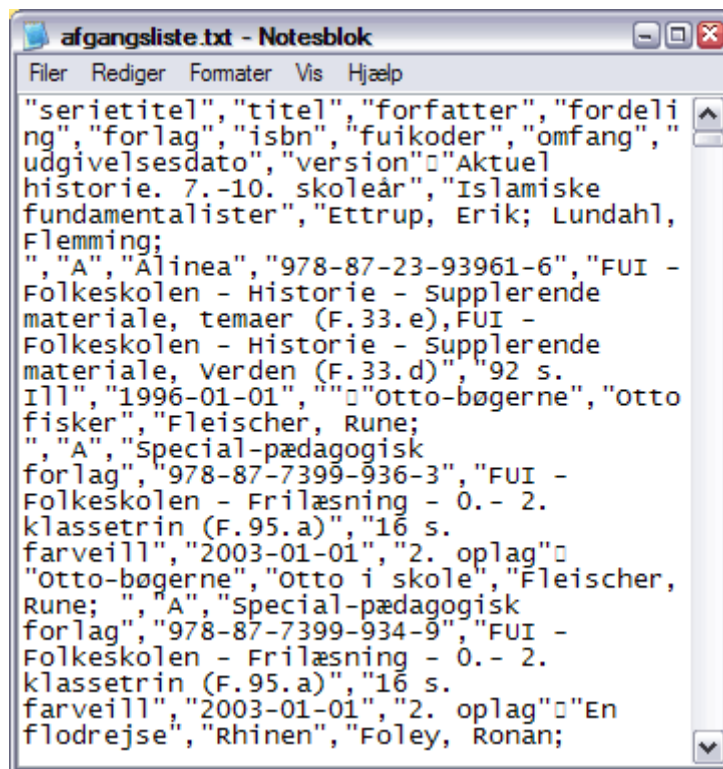 afgangsliste.txt - Notesblok
Filer Rediger Formater Vis Hjælp
"serietitel","titel","forfatter","fordeli
ng","forlag","isbn","fuikoder","omfang","
udgivelsesdato","version"▯"Aktuel
historie. 7.-10. skoleår","Islamiske
fundamentalister","Ettrup, Erik; Lundahl,
Flemming;
","A","Alinea","978-87-23-93961-6","FUI -
Folkeskolen - Historie - Supplerende
materiale, temaer (F.33.e),FUI -
Folkeskolen - Historie - Supplerende
materiale, Verden (F.33.d)","92 s.
Ill","1996-01-01",""▯"Otto-bøgerne","Otto
fisker","Fleischer, Rune;
","A","Special-pædagogisk
forlag","978-87-7399-936-3","FUI -
Folkeskolen - Frilæsning - 0.- 2.
klassetrin (F.95.a)","16 s.
farveill","2003-01-01","2. oplag"▯
"Otto-bøgerne","Otto i skole","Fleischer,
Rune; ","A","Special-pædagogisk
forlag","978-87-7399-934-9","FUI -
Folkeskolen - Frilæsning - 0.- 2.
klassetrin (F.95.a)","16 s.
farveill","2003-01-01","2. oplag"▯"En
flodrejse","Rhinen","Foley, Ronan;